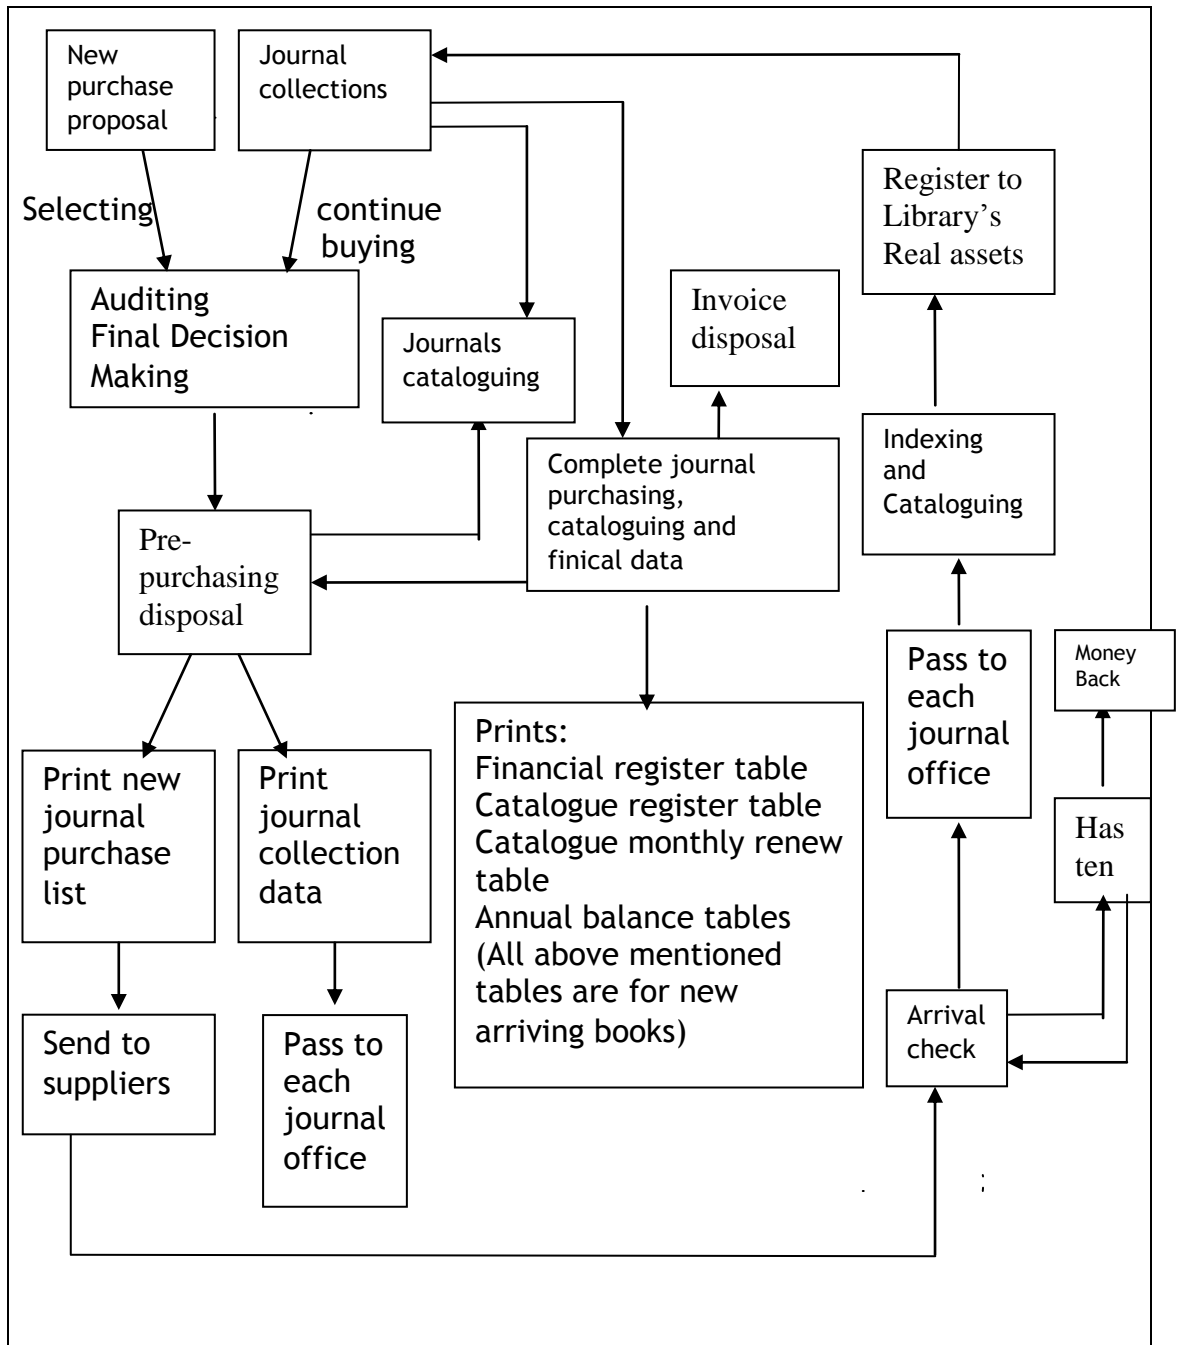 New
purchase
proposal
Journal
collections
Selecting
continue
buying
Register to
Library’s
Real assets
Auditing
Final Decision
Making
Invoice
disposal
Journals
cataloguing
Indexing
and
Cataloguing
Complete journal
purchasing,
cataloguing and
finical data
Pre-
purchasing
disposal
Pass to
each
journal
office
Money
Back
Prints:
Financial register table
Catalogue register table
Catalogue monthly renew
table
Annual balance tables
(All above mentioned
tables are for new
arriving books)
Print new
journal
purchase
list
Print
journal
collection
data
Has
ten
Arrival
check
Send to
suppliers
Pass to
each
journal
office